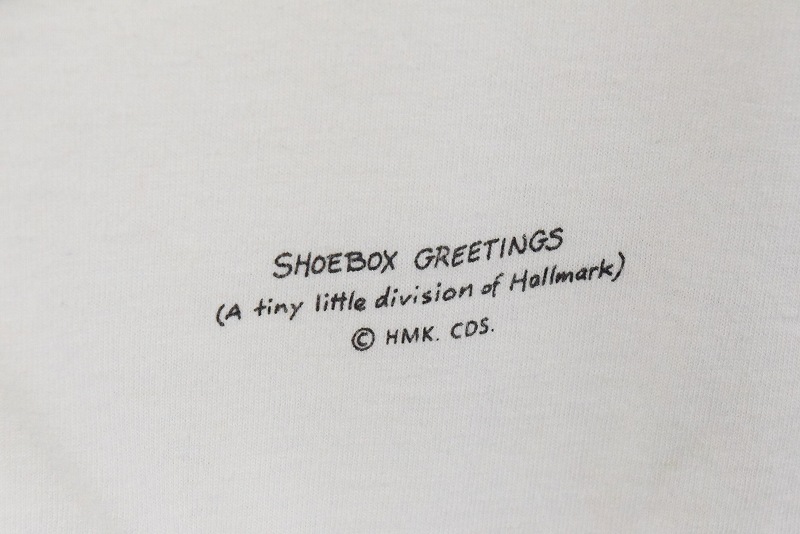 SHOEBOX GREETINGS
(A tiny little division of Hallmark)
© HMK. CDS.